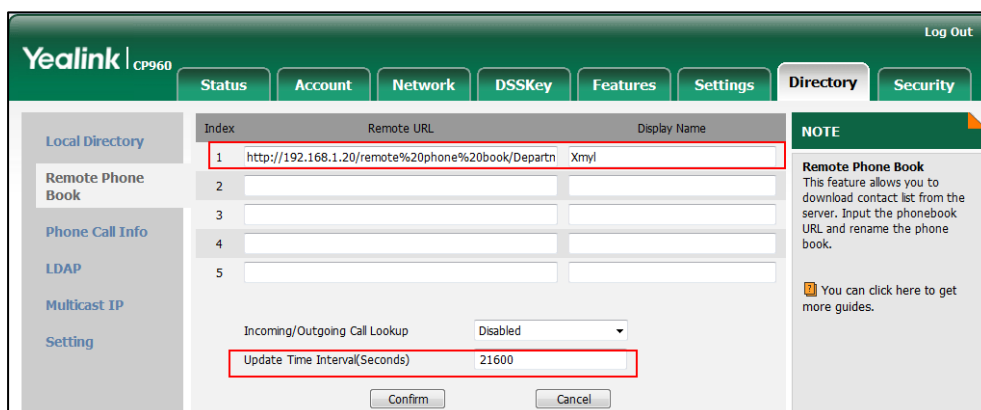 Log Out
Yealink CP960
Status Account Network DSSKey Features Settings Directory Security
Local Directory
Remote Phone
Book
Phone Call Info
LDAP
Multicast IP
Setting
Index Remote URL Display Name
1 http://192.168.1.20/remote%20phone%20book/Departn Xmyl
2
3
4
5
Incoming/Outgoing Call Lookup Disabled
Update Time Interval(Seconds) 21600
Confirm Cancel
NOTE
Remote Phone Book
This feature allows you to
download contact list from the
server. Input the phonebook
URL and rename the phone
book.
You can click here to get
more guides.